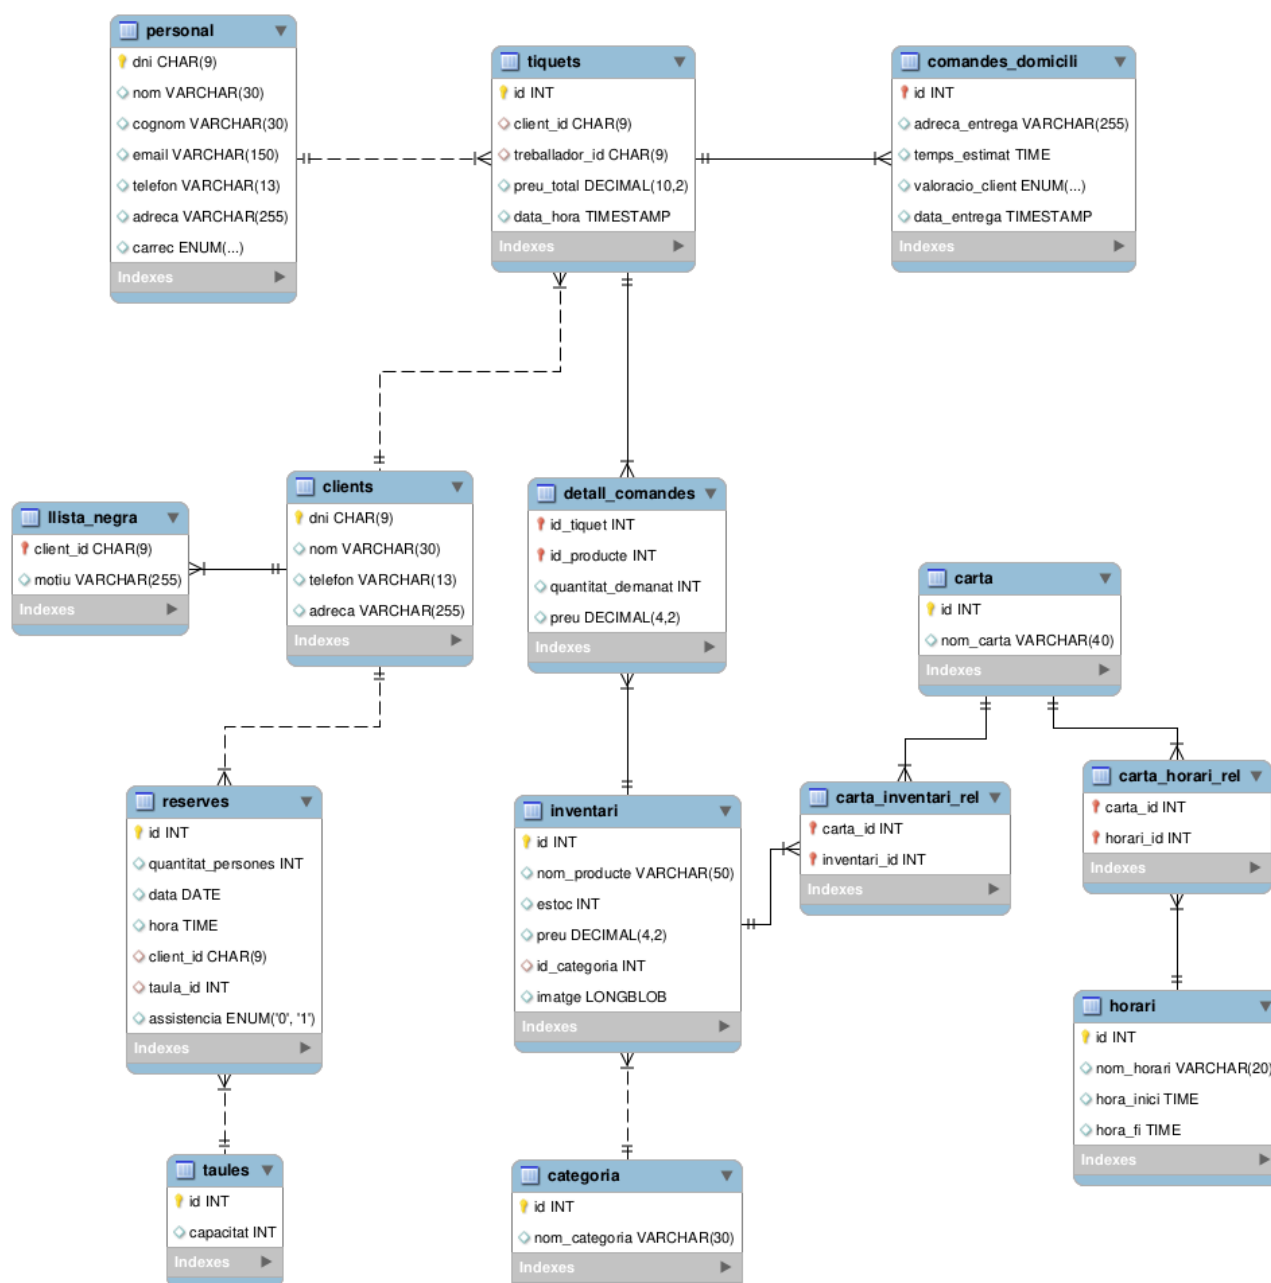 personal
dni CHAR(9)
nom VARCHAR(30)
cognom VARCHAR(30)
email VARCHAR(150)
telefon VARCHAR(13)
adreca VARCHAR(255)
carrec ENUM(...)
Indexes
tiquets
id INT
client_id CHAR(9)
treballador_id CHAR(9)
preu_total DECIMAL(10,2)
data_hora TIMESTAMP
Indexes
comandes_domicili
id INT
adreca_entrega VARCHAR(255)
temps_estimat TIME
valoracio_client ENUM(...)
data_entrega TIMESTAMP
Indexes
llista_negra
client_id CHAR(9)
motiu VARCHAR(255)
Indexes
clients
dni CHAR(9)
nom VARCHAR(30)
telefon VARCHAR(13)
adreca VARCHAR(255)
Indexes
detall_comandes
id_tiquet INT
id_producte INT
quantitat_demanat INT
preu DECIMAL(4,2)
Indexes
carta
id INT
nom_carta VARCHAR(40)
Indexes
reserves
id INT
quantitat_persones INT
data DATE
hora TIME
client_id CHAR(9)
taula_id INT
assistencia ENUM('0', '1')
Indexes
inventari
id INT
nom_producte VARCHAR(50)
estoc INT
preu DECIMAL(4,2)
id_categoria INT
imatge LONGBLOB
Indexes
carta_inventari_rel
carta_id INT
inventari_id INT
Indexes
carta_horari_rel
carta_id INT
horari_id INT
Indexes
horari
id INT
nom_horari VARCHAR(20)
hora_inici TIME
hora_fi TIME
Indexes
taules
id INT
capacitat INT
Indexes
categoria
id INT
nom_categoria VARCHAR(30)
Indexes